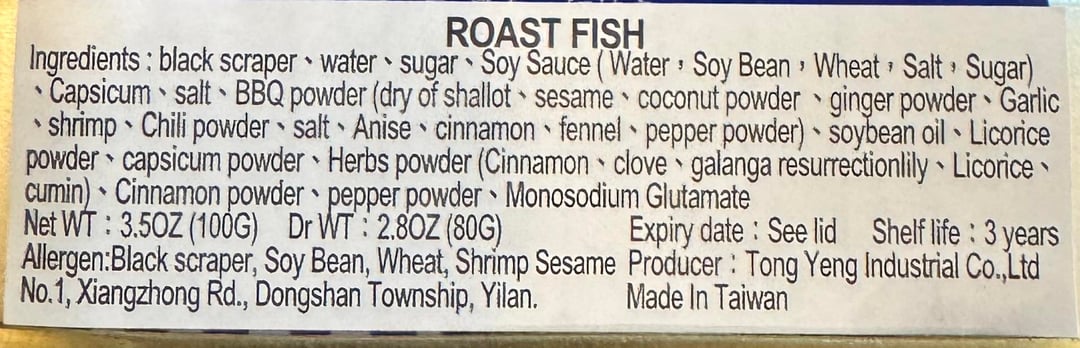 ROAST FISH
Ingredients : black scraper、water、sugar、Soy Sauce ( Water , Soy Bean , Wheat , Salt , Sugar)
、Capsicum、salt、BBQ powder (dry of shallot、sesame、coconut powder 、ginger powder、Garlic
、shrimp、Chili powder、salt、Anise、cinnamon、fennel、pepper powder)、soybean oil、Licorice
powder、capsicum powder、Herbs powder (Cinnamon、clove、galanga resurrectionlily、Licorice、
cumin)、Cinnamon powder、pepper powder、Monosodium Glutamate
Net WT : 3.5OZ (100G) Dr WT : 2.8OZ (80G) Expiry date : See lid Shelf life : 3 years
Allergen:Black scraper, Soy Bean, Wheat, Shrimp Sesame Producer : Tong Yeng Industrial Co.,Ltd
No.1, Xiangzhong Rd., Dongshan Township, Yilan. Made In Taiwan